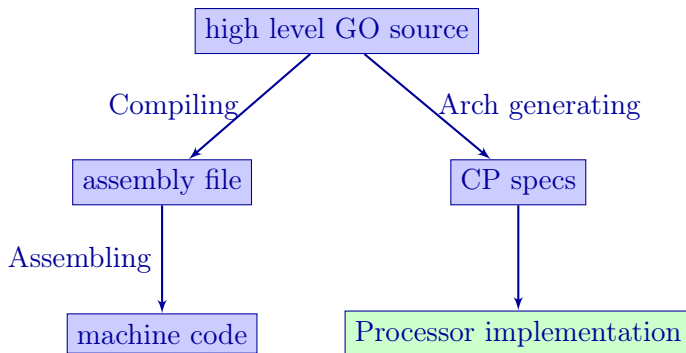 high level GO source
Compiling
Arch generating
assembly file
CP specs
Assembling
machine code
Processor implementation